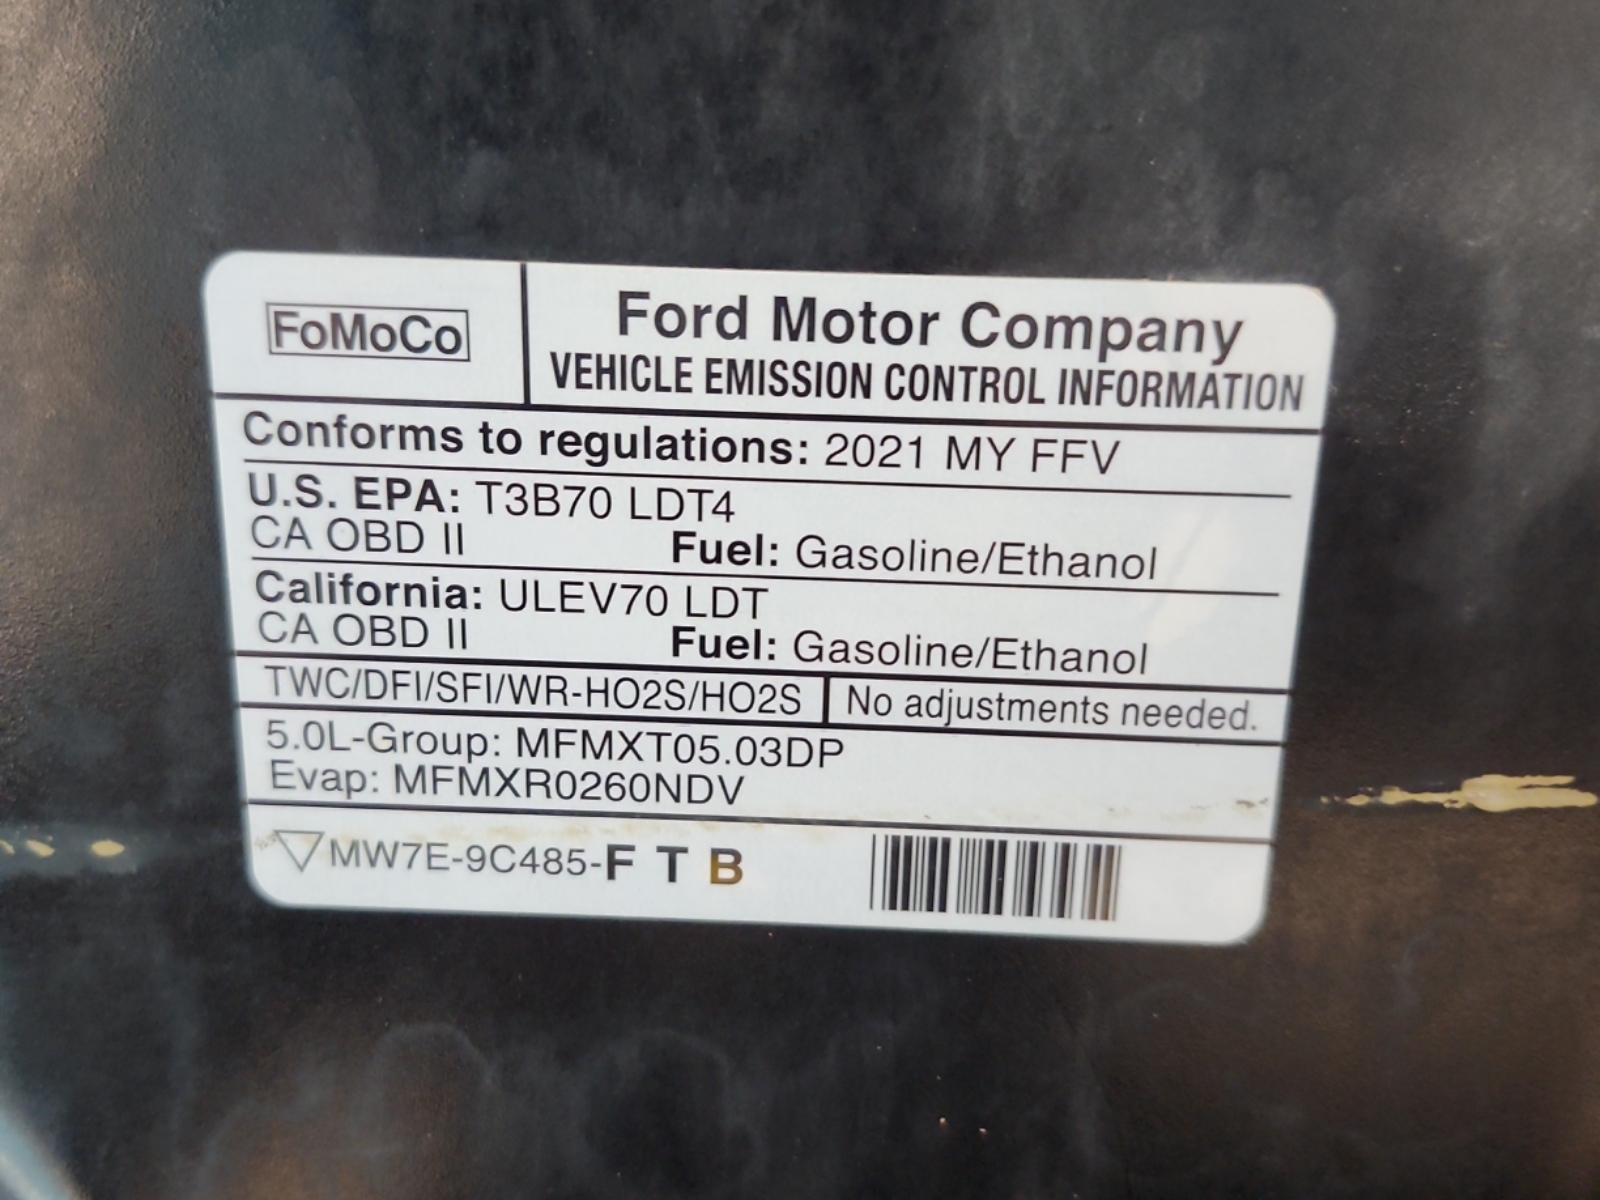 FoMoCo
Ford Motor Company
VEHICLE EMISSION CONTROL INFORMATION
Conforms to regulations: 2021 MY FFV
U.S. EPA: T3B70 LDT4
CA OBD II Fuel: Gasoline/Ethanol
California: ULEV70 LDT
CA OBD II Fuel: Gasoline/Ethanol
TWC/DFI/SFI/WR-HO2S/HO2S No adjustments needed.
5.0L-Group: MFMXT05.03DP
Evap: MFMXR0260NDV
MW7E-9C485-F T B